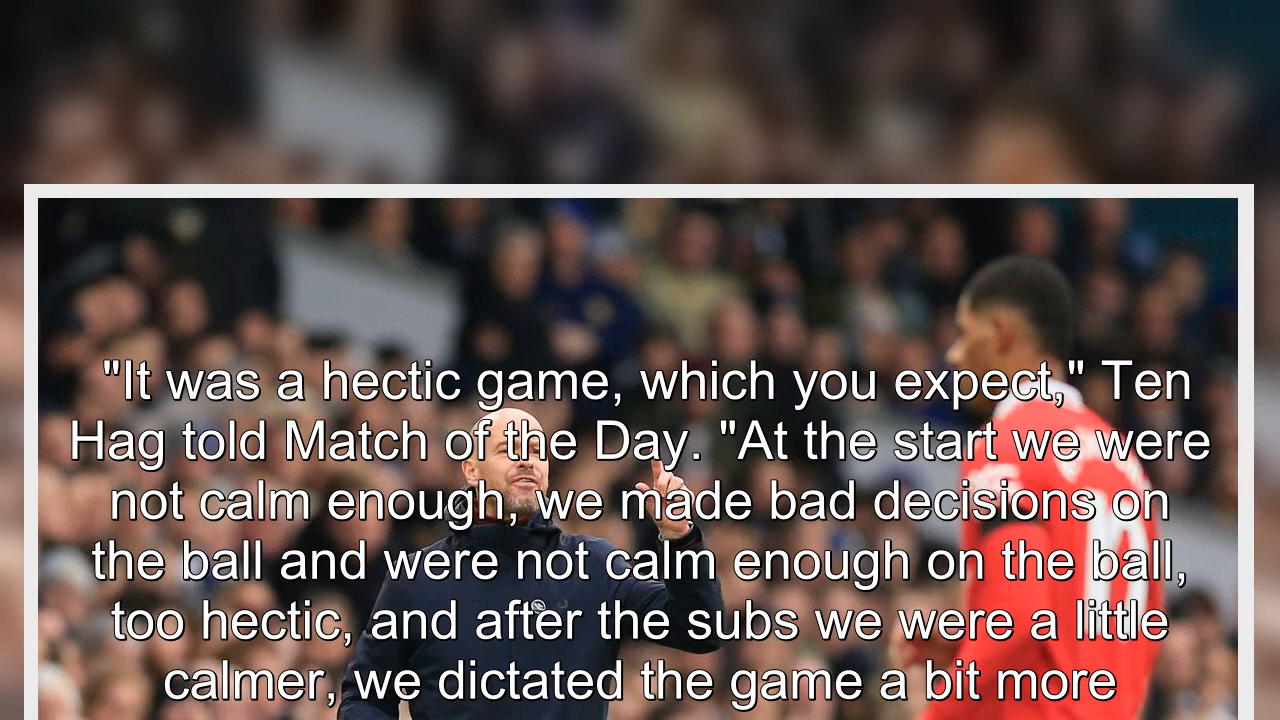 "It was a hectic game, which you expect," Ten
Hag told Match of the Day. "At the start we were
not calm enough, we made bad decisions on
the ball and were not calm enough on the ball,
too hectic, and after the subs we were a little
calmer, we dictated the game a bit more